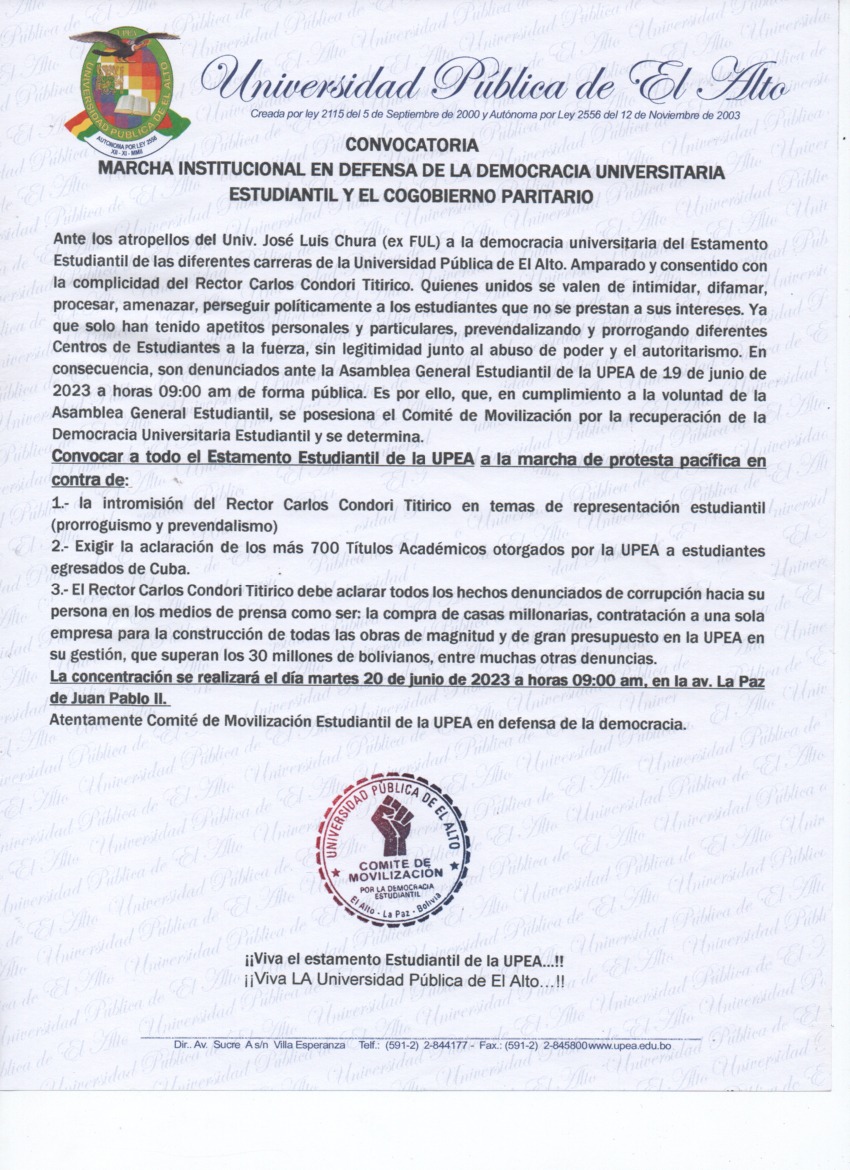 UPEA
UNIVERSIDAD PÚBLICA DE EL ALTO
AUTONOMIA POR LEY 2556
XII - XI - MMIII
Universidad Pública de El Alto
Creada por ley 2115 del 5 de Septiembre de 2000 y Autónoma por Ley 2556 del 12 de Noviembre de 2003
CONVOCATORIA
MARCHA INSTITUCIONAL EN DEFENSA DE LA DEMOCRACIA UNIVERSITARIA
ESTUDIANTIL Y EL COGOBIERNO PARITARIO
Ante los atropellos del Univ. José Luis Chura (ex FUL) a la democracia universitaria del Estamento
Estudiantil de las diferentes carreras de la Universidad Pública de El Alto. Amparado y consentido con
la complicidad del Rector Carlos Condori Titirico. Quienes unidos se valen de intimidar, difamar,
procesar, amenazar, perseguir políticamente a los estudiantes que no se prestan a sus intereses. Ya
que solo han tenido apetitos personales y particulares, prevendalizando y prorrogando diferentes
Centros de Estudiantes a la fuerza, sin legitimidad junto al abuso de poder y el autoritarismo. En
consecuencia, son denunciados ante la Asamblea General Estudiantil de la UPEA de 19 de junio de
2023 a horas 09:00 am de forma pública. Es por ello, que, en cumplimiento a la voluntad de la
Asamblea General Estudiantil, se posesiona el Comité de Movilización por la recuperación de la
Democracia Universitaria Estudiantil y se determina.
Convocar a todo el Estamento Estudiantil de la UPEA a la marcha de protesta pacífica en
contra de:
1.- la intromisión del Rector Carlos Condori Titirico en temas de representación estudiantil
(prorroguismo y prevendalismo)
2.- Exigir la aclaración de los más 700 Títulos Académicos otorgados por la UPEA a estudiantes
egresados de Cuba.
3.- El Rector Carlos Condori Titirico debe aclarar todos los hechos denunciados de corrupción hacia su
persona en los medios de prensa como ser: la compra de casas millonarias, contratación a una sola
empresa para la construcción de todas las obras de magnitud y de gran presupuesto en la UPEA en
su gestión, que superan los 30 millones de bolivianos, entre muchas otras denuncias.
La concentración se realizará el día martes 20 de junio de 2023 a horas 09:00 am, en la av. La Paz
de Juan Pablo II.
Atentamente Comité de Movilización Estudiantil de la UPEA en defensa de la democracia.
UNIVERSIDAD PÚBLICA DE EL ALTO
COMITE DE
MOVILIZACIÓN
POR LA DEMOCRACIA
ESTUDIANTIL
El Alto - La Paz - Bolivia
¡¡Viva el estamento Estudiantil de la UPEA...!!
¡¡Viva LA Universidad Pública de El Alto...!!
Dir.. Av. Sucre A s/n Villa Esperanza Telf.: (591-2) 2-844177 - Fax.: (591-2) 2-845800www.upea.edu.bo